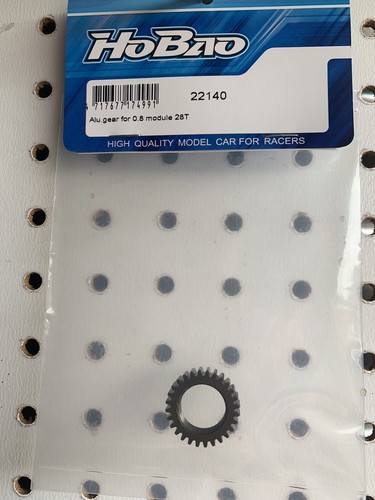 HOBAO
22140
4 717677 174991
Alu.gear for 0.8 module 28T
HIGH QUALITY MODEL CAR FOR RACERS